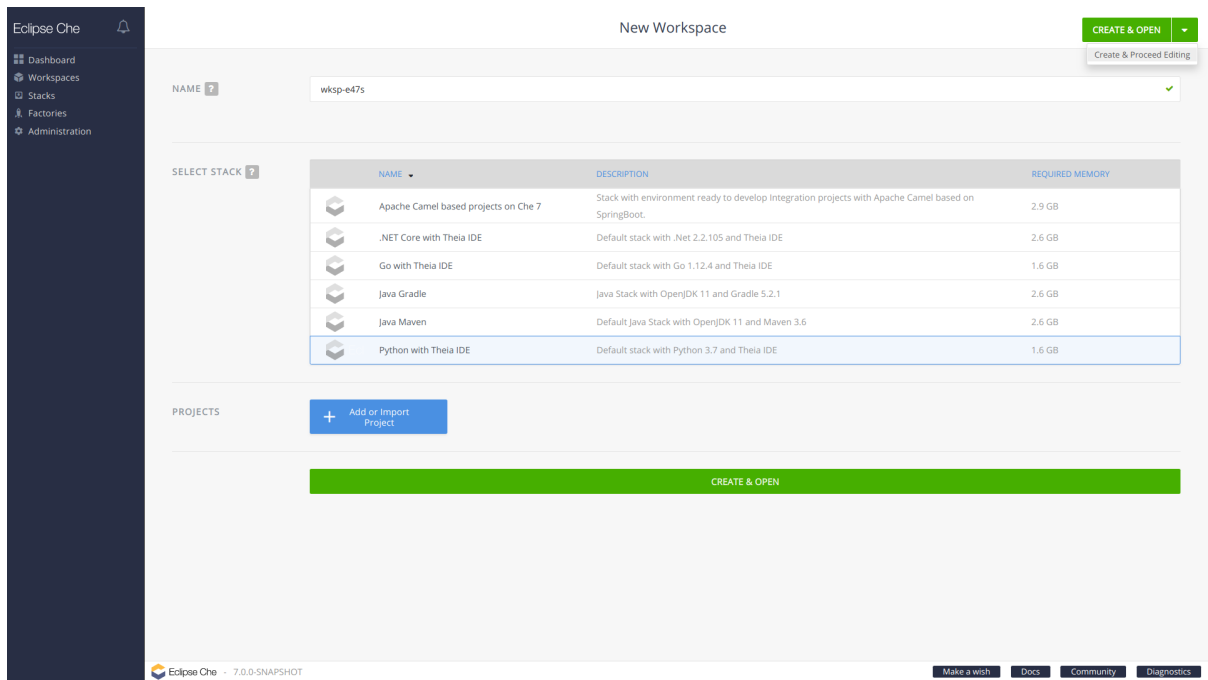 Eclipse Che
New Workspace
CREATE & OPEN
Create & Proceed Editing
Dashboard
Workspaces
Stacks
Factories
Administration
NAME ?
wksp-e47s
SELECT STACK ?
NAME DESCRIPTION REQUIRED MEMORY
Apache Camel based projects on Che 7 Stack with environment ready to develop Integration projects with Apache Camel based on
SpringBoot. 2.9 GB
.NET Core with Theia IDE Default stack with .Net 2.2.105 and Theia IDE 2.6 GB
Go with Theia IDE Default stack with Go 1.12.4 and Theia IDE 1.6 GB
Java Gradle Java Stack with OpenJDK 11 and Gradle 5.2.1 2.6 GB
Java Maven Default Java Stack with OpenJDK 11 and Maven 3.6 2.6 GB
Python with Theia IDE Default stack with Python 3.7 and Theia IDE 1.6 GB
PROJECTS
+ Add or Import
Project
CREATE & OPEN
Eclipse Che - 7.0.0-SNAPSHOT
Make a wish Docs Community Diagnostics